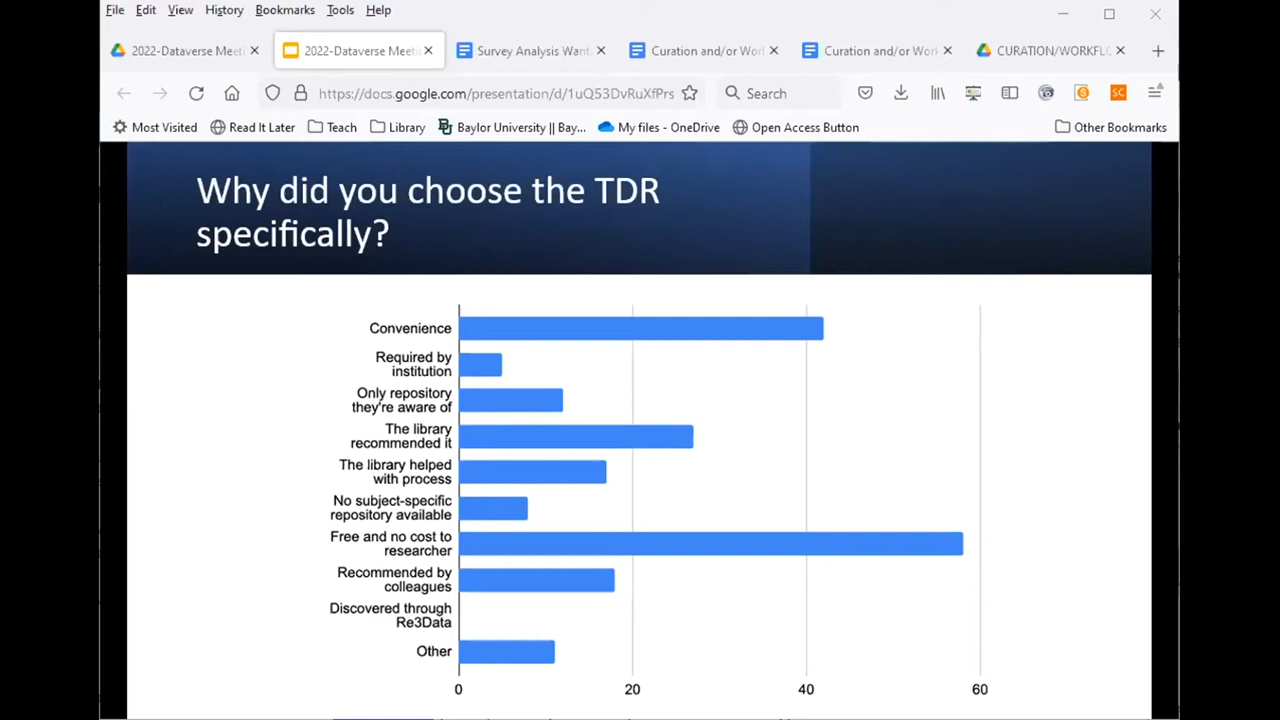 File Edit View History Bookmarks Tools Help
2022-Dataverse Meeti
2022-Dataverse Meeti
Survey Analysis Want
Curation and/or Worl
Curation and/or Work
CURATION/WORKFLO
https://docs.google.com/presentation/d/1uQ53DvRuXfPrs
Search
Most Visited Read It Later Teach Library Baylor University || Bay... My files - OneDrive Open Access Button Other Bookmarks
Why did you choose the TDR
specifically?
Convenience
Required by
institution
Only repository
they're aware of
The library
recommended it
The library helped
with process
No subject-specific
repository available
Free and no cost to
researcher
Recommended by
colleagues
Discovered through
Re3Data
Other
0 20 40 60